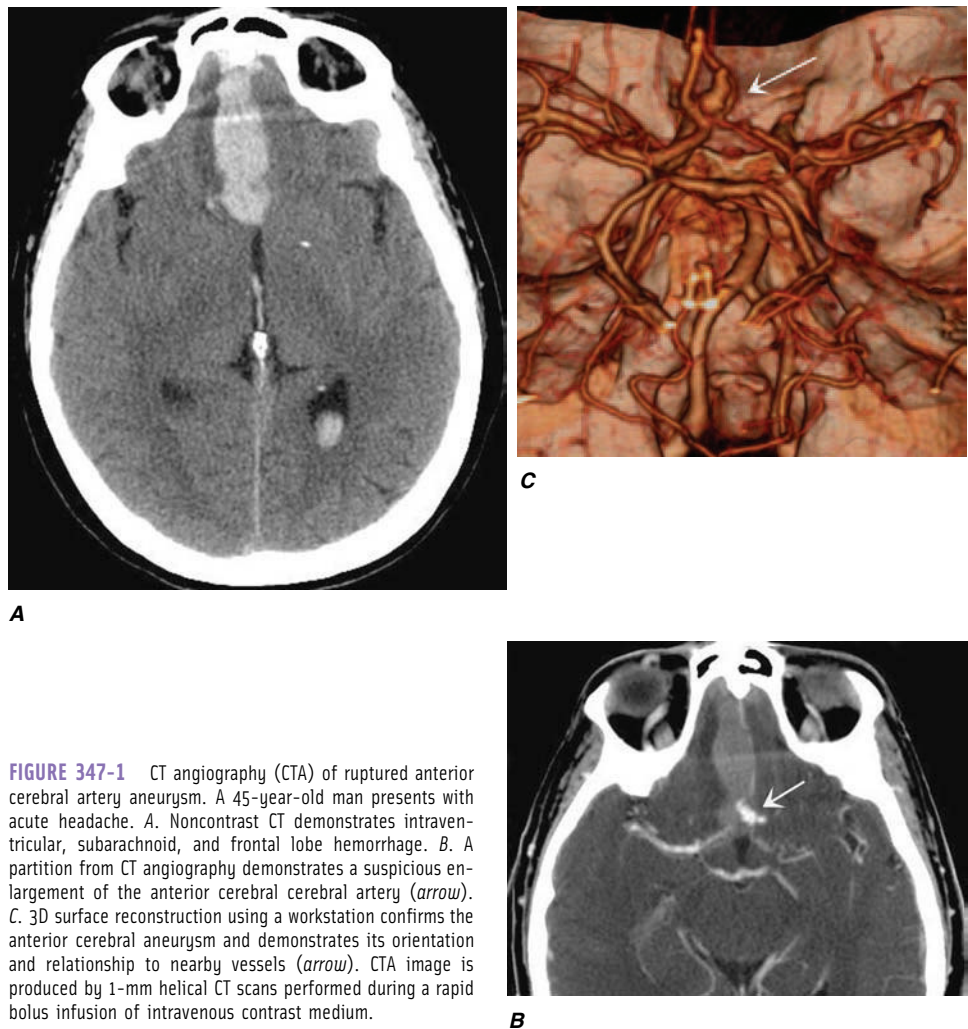 A
C
FIGURE 347-1 CT angiography (CTA) of ruptured anterior
cerebral artery aneurysm. A 45-year-old man presents with
acute headache. A. Noncontrast CT demonstrates intraven-
tricular, subarachnoid, and frontal lobe hemorrhage. B. A
partition from CT angiography demonstrates a suspicious en-
largement of the anterior cerebral cerebral artery (arrow).
C. 3D surface reconstruction using a workstation confirms the
anterior cerebral aneurysm and demonstrates its orientation
and relationship to nearby vessels (arrow). CTA image is
produced by 1-mm helical CT scans performed during a rapid
bolus infusion of intravenous contrast medium.
B